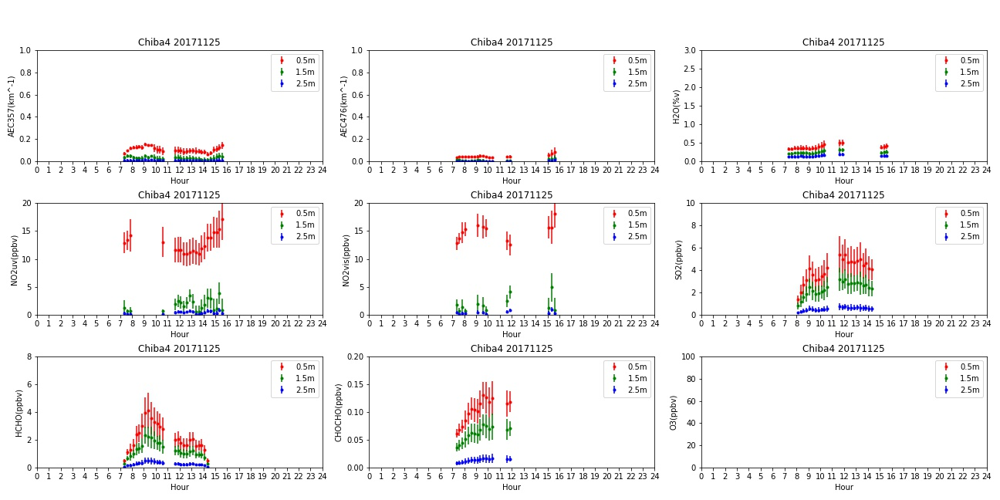 Chiba4 20171125
1.0
0.8
0.6
0.4
0.2
0.0
AEC357(km^-1)
0.5m
1.5m
2.5m
0 1 2 3 4 5 6 7 8 9 10 11 12 13 14 15 16 17 18 19 20 21 22 23 24
Hour
Chiba4 20171125
1.0
0.8
0.6
0.4
0.2
0.0
AEC476(km^-1)
0.5m
1.5m
2.5m
0 1 2 3 4 5 6 7 8 9 10 11 12 13 14 15 16 17 18 19 20 21 22 23 24
Hour
Chiba4 20171125
3.0
2.5
2.0
1.5
1.0
0.5
0.0
H2O(%v)
0.5m
1.5m
2.5m
0 1 2 3 4 5 6 7 8 9 10 11 12 13 14 15 16 17 18 19 20 21 22 23 24
Hour
Chiba4 20171125
20
15
10
5
0
NO2uv(ppbv)
0.5m
1.5m
2.5m
0 1 2 3 4 5 6 7 8 9 10 11 12 13 14 15 16 17 18 19 20 21 22 23 24
Hour
Chiba4 20171125
20
15
10
5
0
NO2vis(ppbv)
0.5m
1.5m
2.5m
0 1 2 3 4 5 6 7 8 9 10 11 12 13 14 15 16 17 18 19 20 21 22 23 24
Hour
Chiba4 20171125
10
8
6
4
2
0
SO2(ppbv)
0.5m
1.5m
2.5m
0 1 2 3 4 5 6 7 8 9 10 11 12 13 14 15 16 17 18 19 20 21 22 23 24
Hour
Chiba4 20171125
8
6
4
2
0
HCHO(ppbv)
0.5m
1.5m
2.5m
0 1 2 3 4 5 6 7 8 9 10 11 12 13 14 15 16 17 18 19 20 21 22 23 24
Hour
Chiba4 20171125
0.20
0.15
0.10
0.05
0.00
CHOCHO(ppbv)
0.5m
1.5m
2.5m
0 1 2 3 4 5 6 7 8 9 10 11 12 13 14 15 16 17 18 19 20 21 22 23 24
Hour
Chiba4 20171125
100
80
60
40
20
0
O3(ppbv)
0.5m
1.5m
2.5m
0 1 2 3 4 5 6 7 8 9 10 11 12 13 14 15 16 17 18 19 20 21 22 23 24
Hour